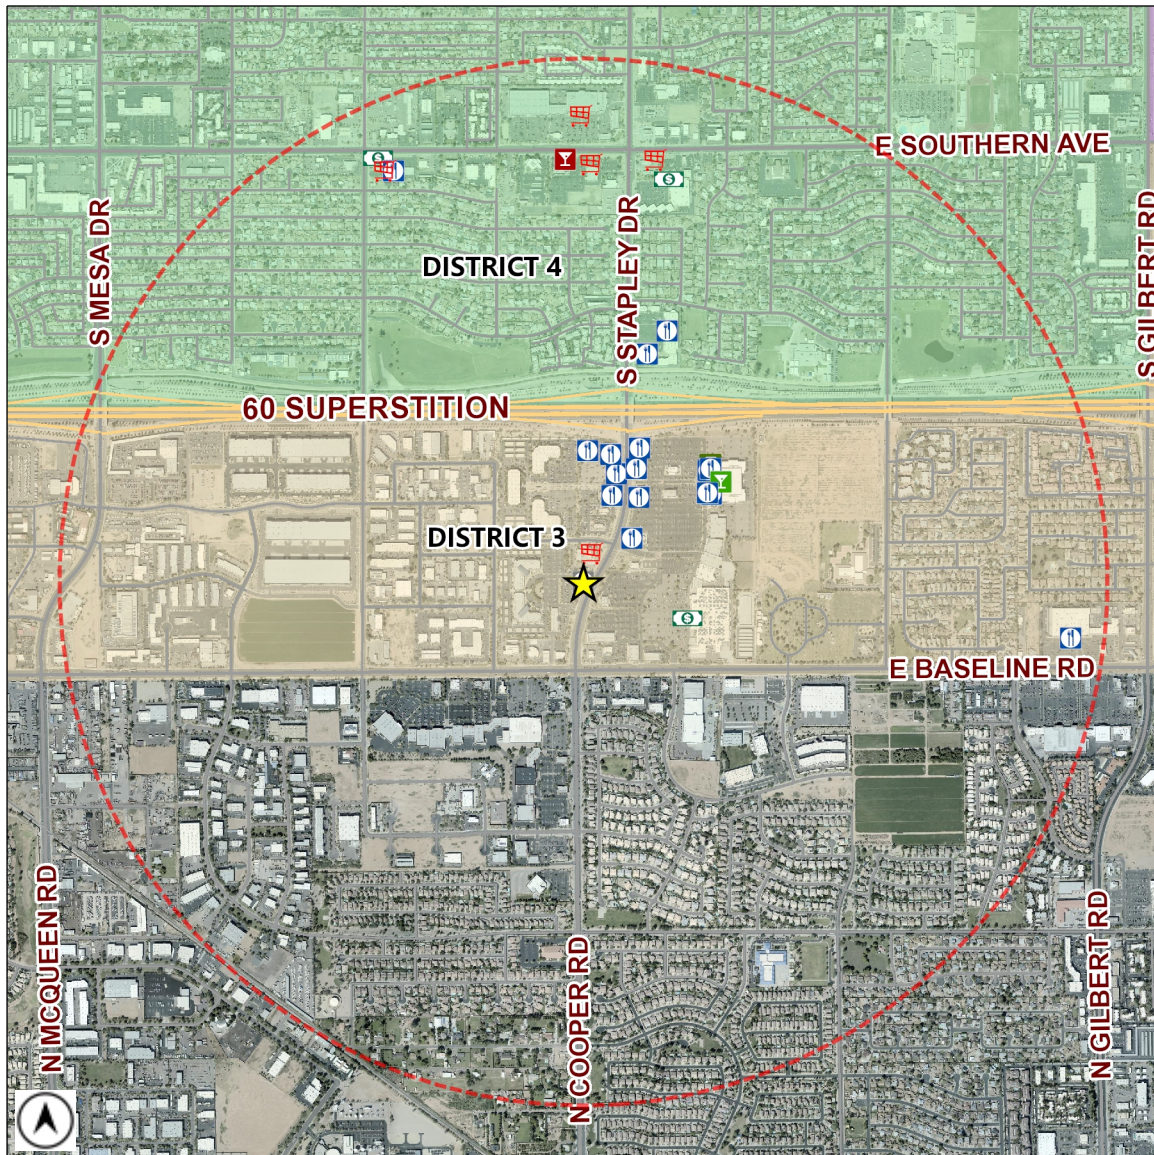 E SOUTHERN AVE
S MESA DR
S STAPLEY DR
S GILBERT RD
DISTRICT 4
60 SUPERSTITION
DISTRICT 3
E BASELINE RD
N MCQUEEN RD
N COOPER RD
N GILBERT RD